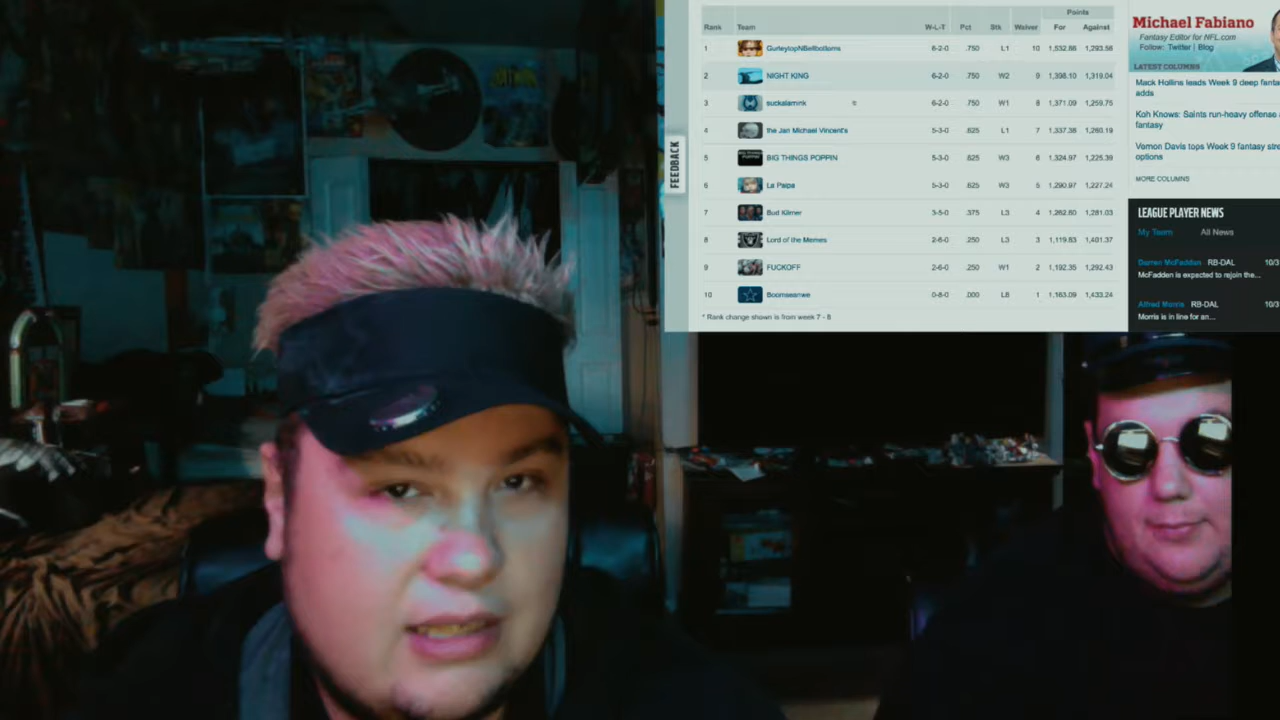 Points
Rank Team W-L-T Pct Stk Waiver For Against
1 GurleytopNBellbottoms 6-2-0 .750 L1 10 1,532.66 1,293.56
2 NIGHT KING 6-2-0 .750 W2 9 1,398.10 1,319.04
3 suckalamink 6-2-0 .750 W1 8 1,371.09 1,259.75
4 the Jan Michael Vincent's 5-3-0 .625 L1 7 1,337.38 1,260.19
5 BIG THINGS POPPIN 5-3-0 .625 W3 6 1,324.97 1,225.39
6 La Paipa 5-3-0 .625 W3 5 1,290.97 1,227.24
7 Bud Kilmer 3-5-0 .375 L3 4 1,262.80 1,281.03
8 Lord of the Memes 2-6-0 .250 L3 3 1,119.63 1,401.37
9 FUCKOFF 2-6-0 .250 W1 2 1,192.35 1,292.43
10 Boomseanwe 0-8-0 .000 L8 1 1,163.09 1,433.24
* Rank change shown is from week 7 - 8
FEEDBACK
Michael Fabiano
Fantasy Editor for NFL.com
Follow: Twitter | Blog
LATEST COLUMNS
Mack Hollins leads Week 9 deep
adds
Koh Knows: Saints run-heavy offense
fantasy
Vernon Davis tops Week 9 fantasy
options
MORE COLUMNS
LEAGUE PLAYER NEWS
My Team All News
Darren McFadden RB-DAL 10/3
McFadden is expected to rejoin the...
Alfred Morris RB-DAL 10/3
Morris is in line for an...